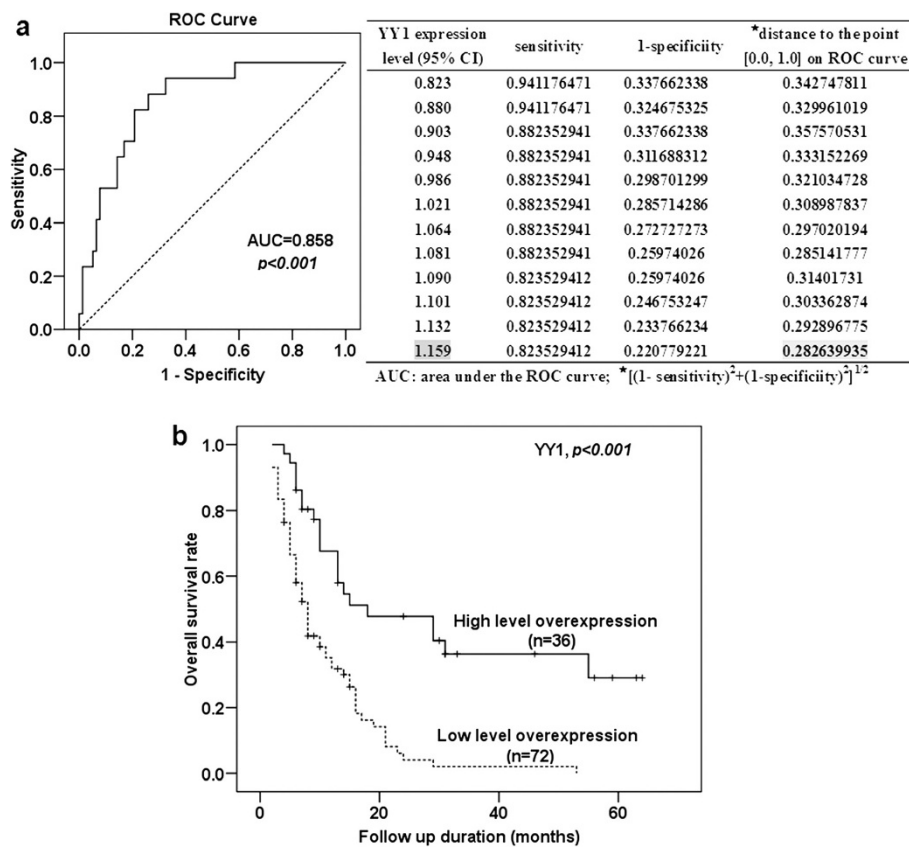 a
ROC Curve
1.0
0.8
0.6
0.4
0.2
0.0
Sensitivity
AUC=0.858
p<0.001
0.0 0.2 0.4 0.6 0.8 1.0
1 - Specificity
YY1 expression level (95% CI) sensitivity 1-specificiity ★distance to the point [0.0, 1.0] on ROC curve
0.823 0.941176471 0.337662338 0.342747811
0.880 0.941176471 0.324675325 0.329961019
0.903 0.882352941 0.337662338 0.357570531
0.948 0.882352941 0.311688312 0.333152269
0.986 0.882352941 0.298701299 0.321034728
1.021 0.882352941 0.285714286 0.308987837
1.064 0.882352941 0.272727273 0.297020194
1.081 0.882352941 0.25974026 0.285141777
1.090 0.823529412 0.25974026 0.31401731
1.101 0.823529412 0.246753247 0.303362874
1.132 0.823529412 0.233766234 0.292896775
1.159 0.823529412 0.220779221 0.282639935
AUC: area under the ROC curve; ★[(1- sensitivity)²+(1-specificiity)²]¹/²
b
YY1, p<0.001
1.0
0.8
0.6
0.4
0.2
0.0
Overall survival rate
High level overexpression
(n=36)
Low level overexpression
(n=72)
0 20 40 60
Follow up duration (months)